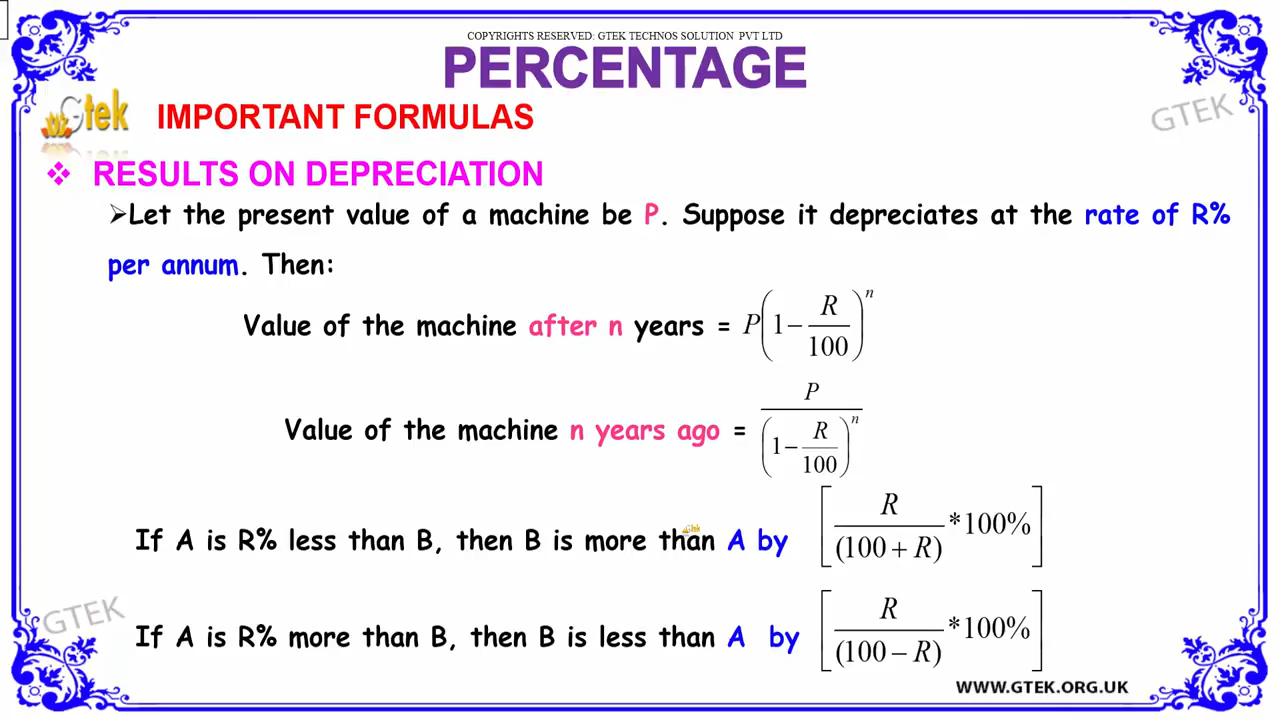 COPYRIGHTS RESERVED: GTEK TECHNOS SOLUTION PVT LTD
PERCENTAGE
Gtek
IMPORTANT FORMULAS
GTEK
❖ RESULTS ON DEPRECIATION
➢Let the present value of a machine be P. Suppose it depreciates at the rate of R%
per annum. Then:
Value of the machine after n years = P(1 − R/100)^n
Value of the machine n years ago = P/(1 − R/100)^n
If A is R% less than B, then B is more than A by [R/(100 + R) *100%]
Gtek
GTEK
If A is R% more than B, then B is less than A by [R/(100 − R) *100%]
WWW.GTEK.ORG.UK